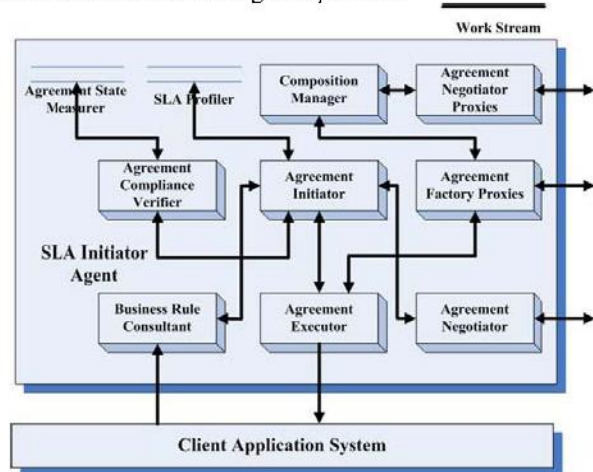 Work Stream
Agreement State
Measurer
SLA Profiler
Composition
Manager
Agreement
Negotiator
Proxies
Agreement
Compliance
Verifier
Agreement
Initiator
Agreement
Factory Proxies
SLA Initiator
Agent
Business Rule
Consultant
Agreement
Executor
Agreement
Negotiator
Client Application System